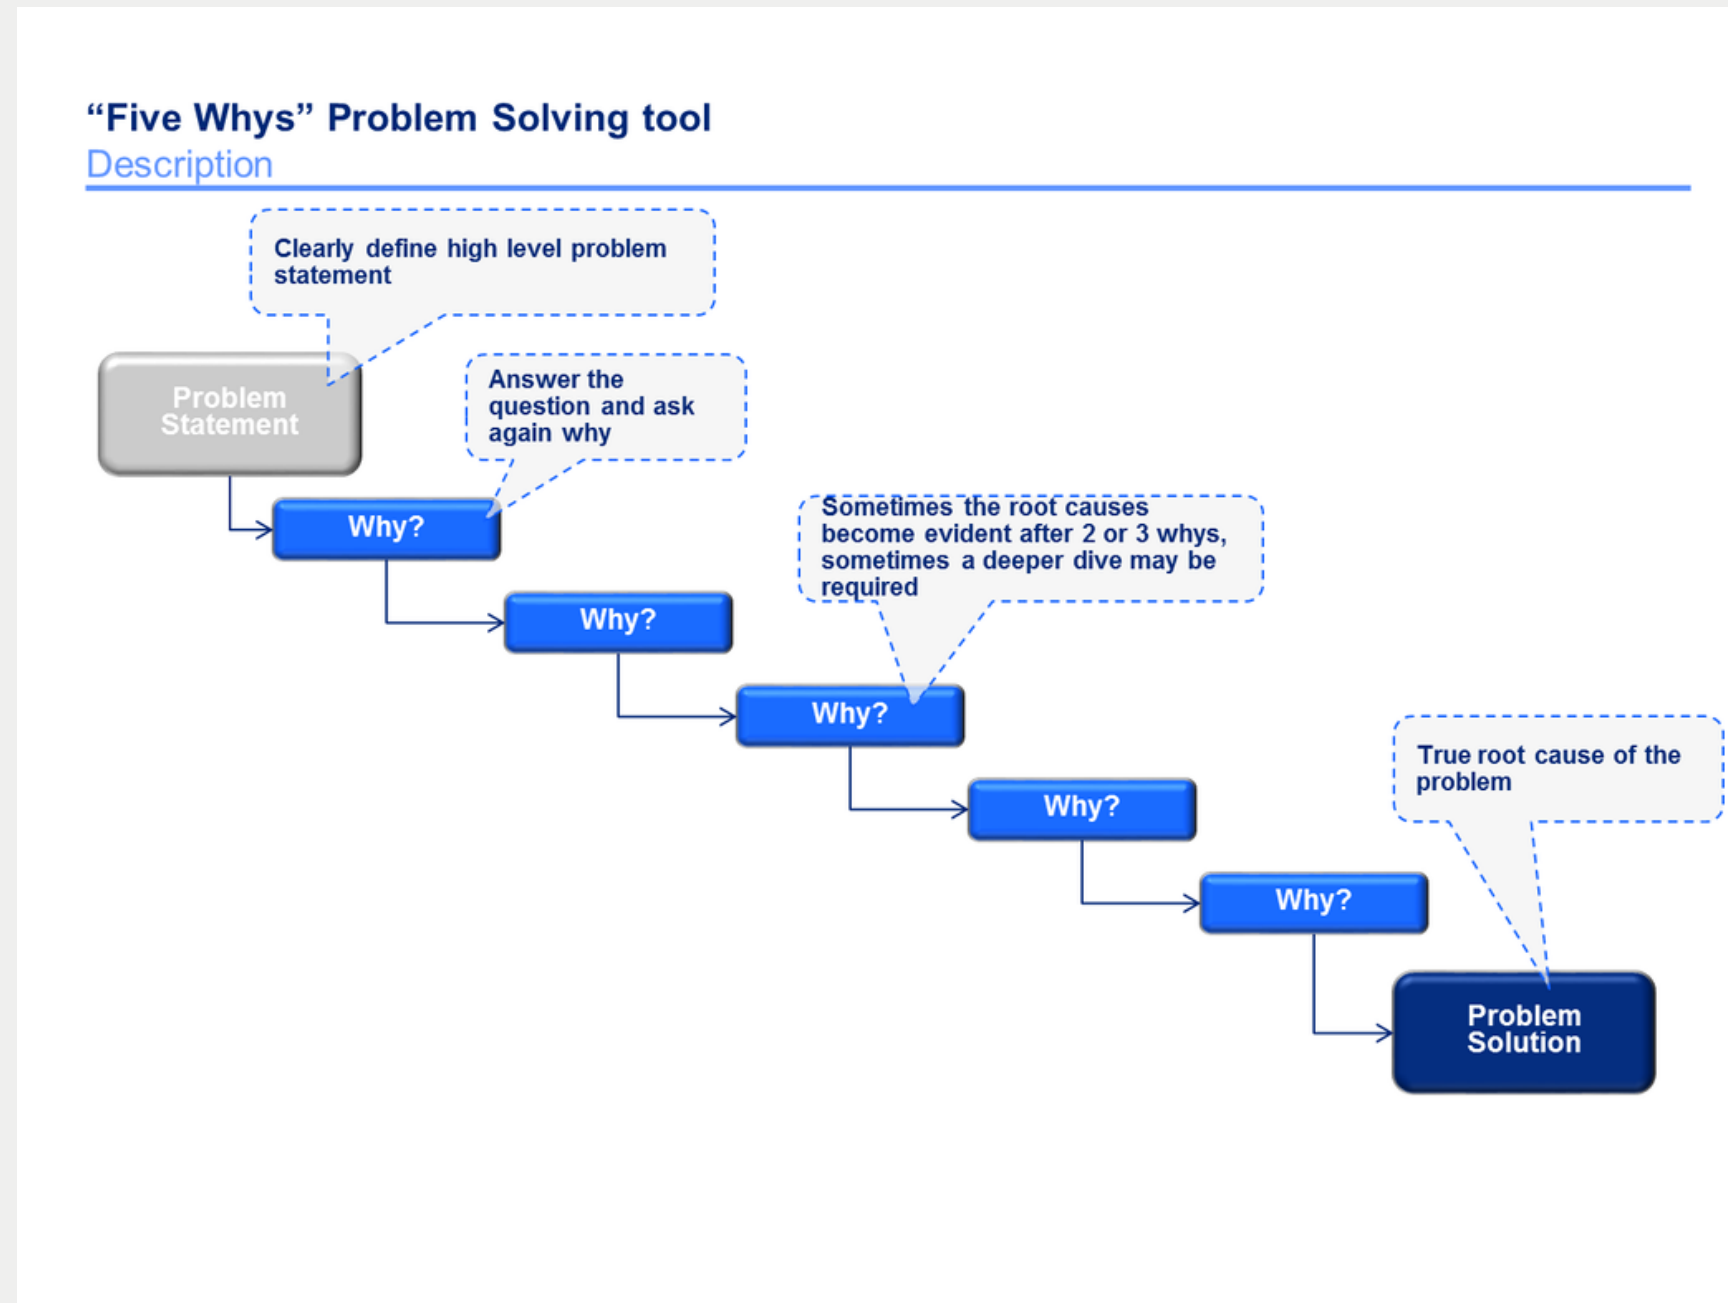 “Five Whys” Problem Solving tool
Description
Clearly define high level problem
statement
Problem
Statement
Answer the
question and ask
again why
Why?
Sometimes the root causes
become evident after 2 or 3 whys,
sometimes a deeper dive may be
required
Why?
Why?
True root cause of the
problem
Why?
Why?
Problem
Solution